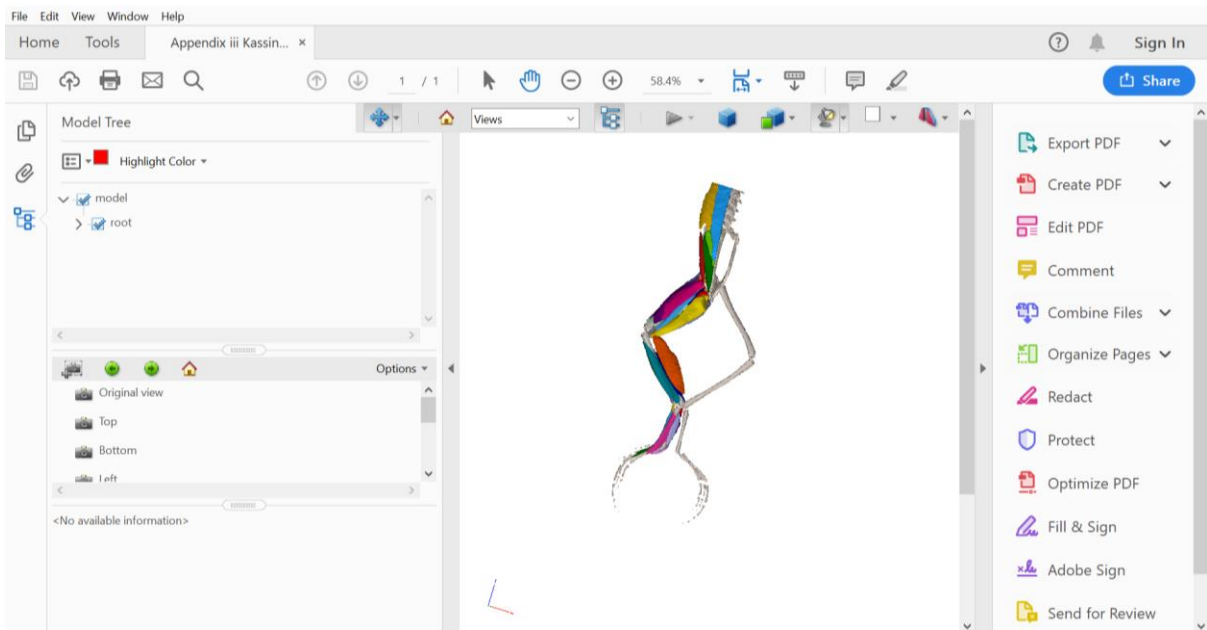 File Edit View Window Help
Home Tools Appendix iii Kassin... × Sign In
1 / 1 58.4% Share
Model Tree
Views
Highlight Color
model
root
Options
Original view
Top
Bottom
Left
<No available information>
Export PDF
Create PDF
Edit PDF
Comment
Combine Files
Organize Pages
Redact
Protect
Optimize PDF
Fill & Sign
Adobe Sign
Send for Review